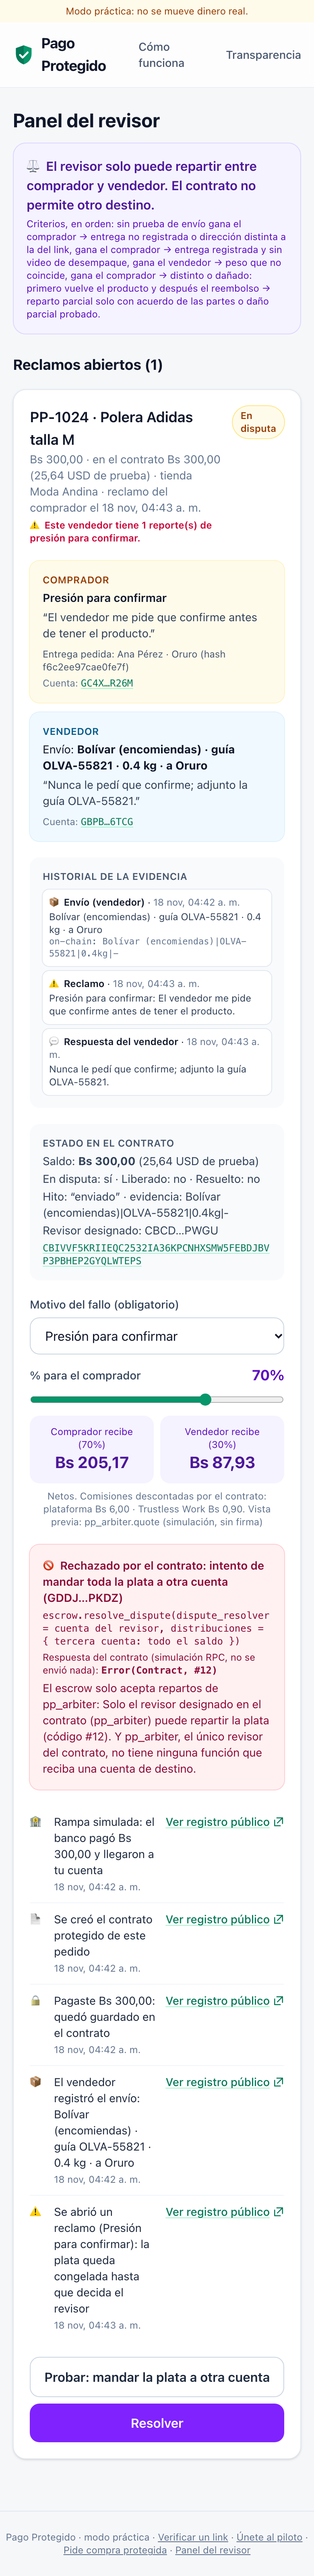 Modo práctica: no se mueve dinero real.
Pago
Protegido
Cómo
funciona
Transparencia
Panel del revisor
⚖️ El revisor solo puede repartir entre
comprador y vendedor. El contrato no
permite otro destino.
Criterios, en orden: sin prueba de envío gana el
comprador → entrega no registrada o dirección distinta a
la del link, gana el comprador → entrega registrada y sin
video de desempaque, gana el vendedor → peso que no
coincide, gana el comprador → distinto o dañado:
primero vuelve el producto y después el reembolso →
reparto parcial solo con acuerdo de las partes o daño
parcial probado.
Reclamos abiertos (1)
PP-1024 · Polera Adidas
talla M
En
disputa
Bs 300,00 · en el contrato Bs 300,00
(25,64 USD de prueba) · tienda
Moda Andina · reclamo del
comprador el 18 nov, 04:43 a. m.
⚠️ Este vendedor tiene 1 reporte(s) de
presión para confirmar.
COMPRADOR
Presión para confirmar
“El vendedor me pide que confirme antes
de tener el producto.”
Entrega pedida: Ana Pérez · Oruro (hash
f6c2ee97cae0fe7f)
Cuenta: GC4X…R26M
VENDEDOR
Envío: Bolívar (encomiendas) · guía
OLVA-55821 · 0.4 kg · a Oruro
“Nunca le pedí que confirme; adjunto la
guía OLVA-55821.”
Cuenta: GBPB…6TCG
HISTORIAL DE LA EVIDENCIA
📦 Envío (vendedor) · 18 nov, 04:42 a. m.
Bolívar (encomiendas) · guía OLVA-55821 · 0.4
kg · a Oruro
on-chain: Bolívar (encomiendas)|OLVA-
55821|0.4kg|-
⚠️ Reclamo · 18 nov, 04:43 a. m.
Presión para confirmar: El vendedor me pide
que confirme antes de tener el producto.
💬 Respuesta del vendedor · 18 nov, 04:43 a.
m.
Nunca le pedí que confirme; adjunto la guía
OLVA-55821.
ESTADO EN EL CONTRATO
Saldo: Bs 300,00 (25,64 USD de prueba)
En disputa: sí · Liberado: no · Resuelto: no
Hito: “enviado” · evidencia: Bolívar
(encomiendas)|OLVA-55821|0.4kg|-
Revisor designado: CBCD…PWGU
CBIVVF5KRIIEQC2532IA36KPCNHXSMW5FEBDJBV
P3PBHEP2GYQLWTEPS
Motivo del fallo (obligatorio)
Presión para confirmar
% para el comprador
70%
Comprador recibe
(70%)
Bs 205,17
Vendedor recibe
(30%)
Bs 87,93
Netos. Comisiones descontadas por el contrato:
plataforma Bs 6,00 · Trustless Work Bs 0,90. Vista
previa: pp_arbiter.quote (simulación, sin firma)
🚫 Rechazado por el contrato: intento de
mandar toda la plata a otra cuenta
(GDDJ…PKDZ)
escrow.resolve_dispute(dispute_resolver
= cuenta del revisor, distribuciones =
{ tercera cuenta: todo el saldo })
Respuesta del contrato (simulación RPC, no se
envió nada): Error(Contract, #12)
El escrow solo acepta repartos de
pp_arbiter: Solo el revisor designado en el
contrato (pp_arbiter) puede repartir la plata
(código #12). Y pp_arbiter, el único revisor
del contrato, no tiene ninguna función que
reciba una cuenta de destino.
Rampa simulada: el
banco pagó Bs
300,00 y llegaron a
tu cuenta
18 nov, 04:42 a. m.
Ver registro público
Se creó el contrato
protegido de este
pedido
18 nov, 04:42 a. m.
Ver registro público
Pagaste Bs 300,00:
quedó guardado en
el contrato
18 nov, 04:42 a. m.
Ver registro público
El vendedor
registró el envío:
Bolívar
(encomiendas) ·
guía OLVA-55821 ·
0.4 kg · a Oruro
18 nov, 04:42 a. m.
Ver registro público
Se abrió un
reclamo (Presión
para confirmar): la
plata queda
congelada hasta
que decida el
revisor
18 nov, 04:43 a. m.
Ver registro público
Probar: mandar la plata a otra cuenta
Resolver
Pago Protegido · modo práctica · Verificar un link · Únete al piloto ·
Pide compra protegida · Panel del revisor